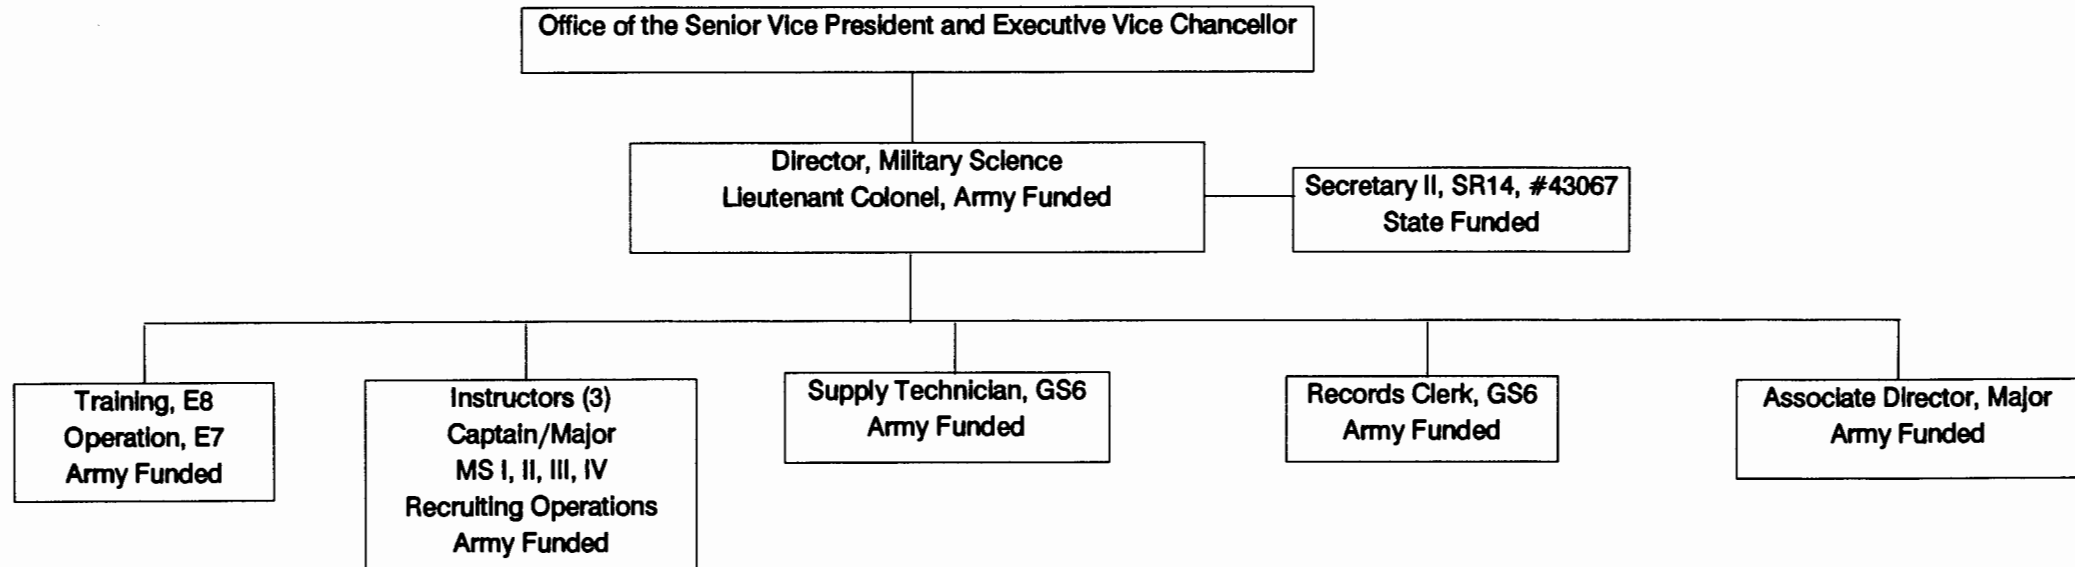 Office of the Senior Vice President and Executive Vice Chancellor
Director, Military Science
Lieutenant Colonel, Army Funded
Secretary II, SR14, #43067
State Funded
Training, E8
Operation, E7
Army Funded
Instructors (3)
Captain/Major
MS I, II, III, IV
Recruiting Operations
Army Funded
Supply Technician, GS6
Army Funded
Records Clerk, GS6
Army Funded
Associate Director, Major
Army Funded